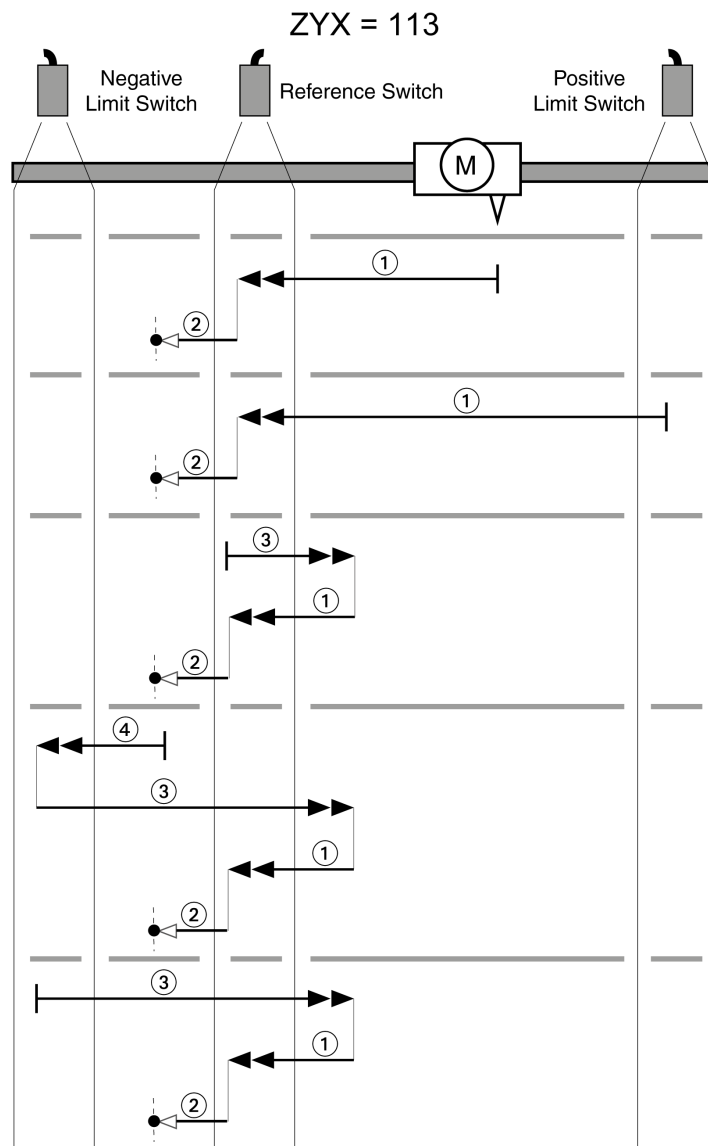 ZYX = 113
Negative
Limit Switch
Reference Switch
Positive
Limit Switch
M
1
2
1
2
3
1
2
4
3
1
2
3
1
2